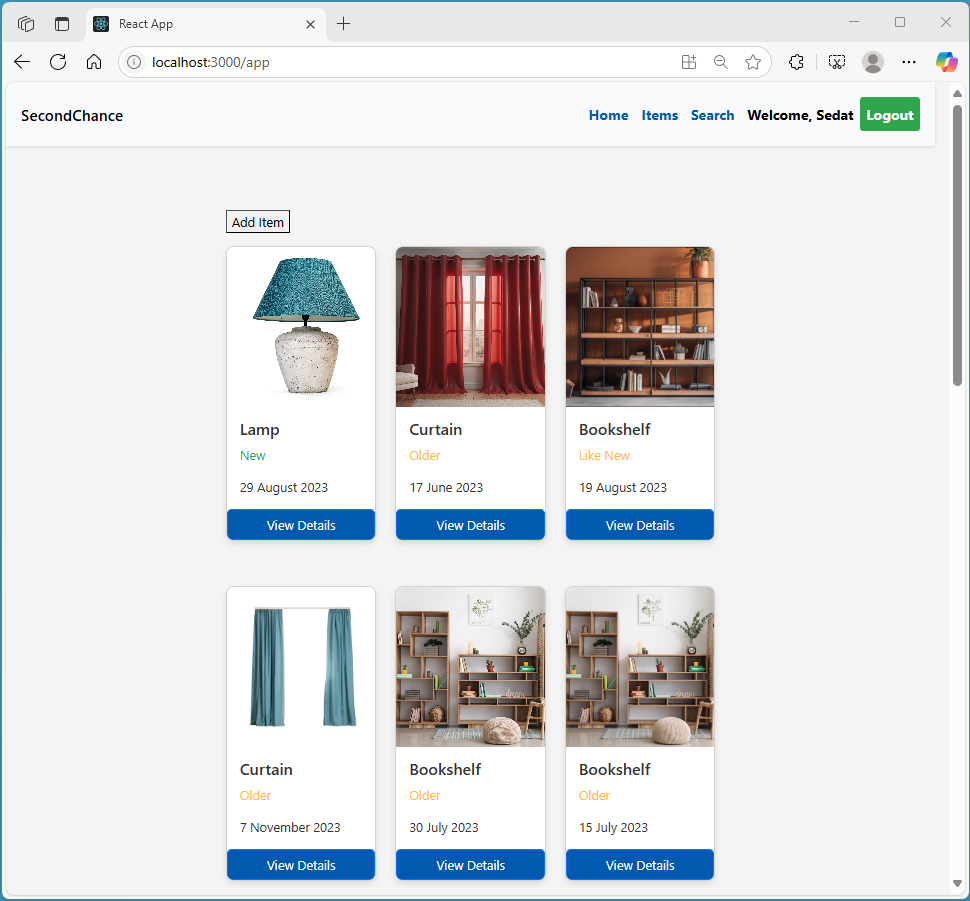 React App
localhost:3000/app
SecondChance
Home Items Search Welcome, Sedat Logout
Add Item
Lamp
New
29 August 2023
View Details
Curtain
Older
17 June 2023
View Details
Bookshelf
Like New
19 August 2023
View Details
Curtain
Older
7 November 2023
View Details
Bookshelf
Older
30 July 2023
View Details
Bookshelf
Older
15 July 2023
View Details